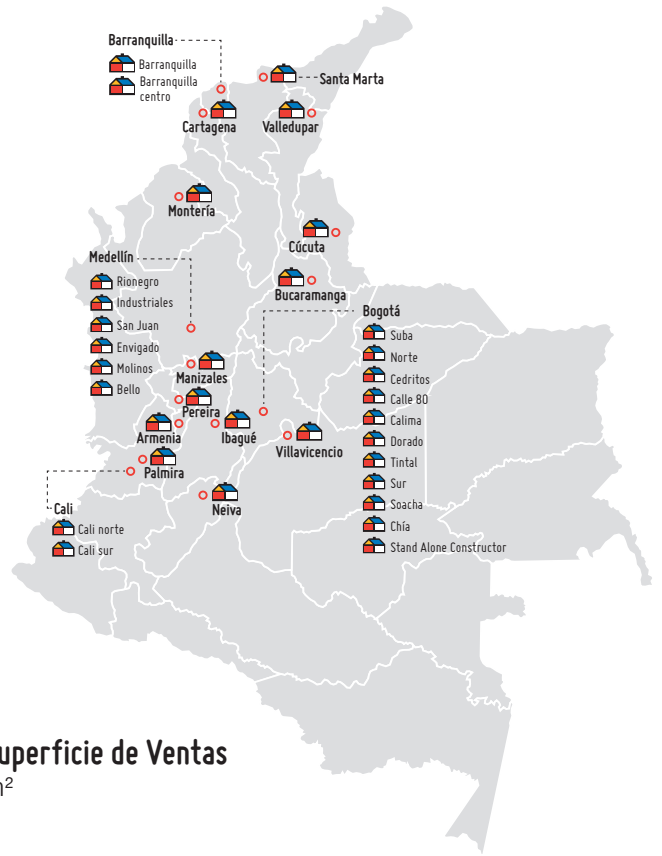 Barranquilla
Barranquilla
Barranquilla
centro
Santa Marta
Cartagena
Valledupar
Montería
Cúcuta
Medellín
Rionegro
Industriales
San Juan
Envigado
Molinos
Bello
Bucaramanga
Bogotá
Suba
Norte
Cedritos
Calle 80
Calima
Dorado
Tintal
Sur
Soacha
Chía
Stand Alone Constructor
Manizales
Pereira
Armenia
Ibagué
Villavicencio
Palmira
Neiva
Cali
Cali norte
Cali sur
uperficie de Ventas